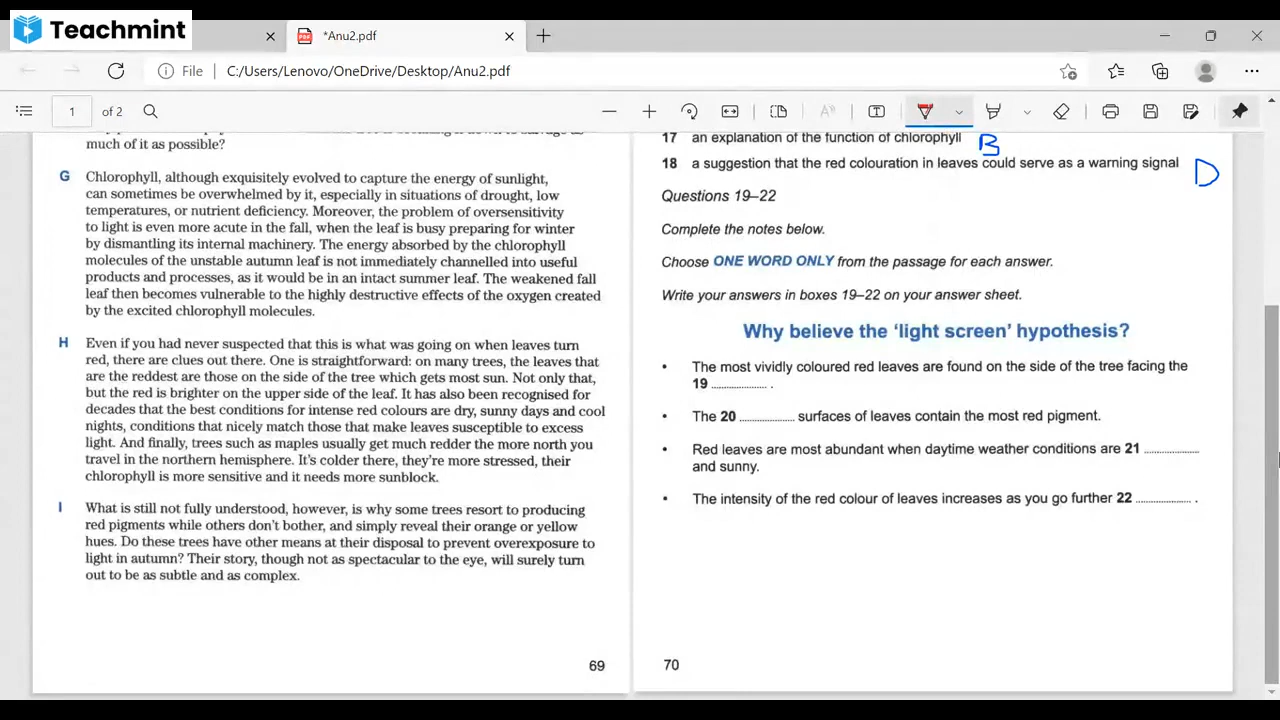 Teachmint
*Anu2.pdf
File C:/Users/Lenovo/OneDrive/Desktop/Anu2.pdf
1 of 2
much of it as possible?
G Chlorophyll, although exquisitely evolved to capture the energy of sunlight,
can sometimes be overwhelmed by it, especially in situations of drought, low
temperatures, or nutrient deficiency. Moreover, the problem of oversensitivity
to light is even more acute in the fall, when the leaf is busy preparing for winter
by dismantling its internal machinery. The energy absorbed by the chlorophyll
molecules of the unstable autumn leaf is not immediately channelled into useful
products and processes, as it would be in an intact summer leaf. The weakened fall
leaf then becomes vulnerable to the highly destructive effects of the oxygen created
by the excited chlorophyll molecules.
H Even if you had never suspected that this is what was going on when leaves turn
red, there are clues out there. One is straightforward: on many trees, the leaves that
are the reddest are those on the side of the tree which gets most sun. Not only that,
but the red is brighter on the upper side of the leaf. It has also been recognised for
decades that the best conditions for intense red colours are dry, sunny days and cool
nights, conditions that nicely match those that make leaves susceptible to excess
light. And finally, trees such as maples usually get much redder the more north you
travel in the northern hemisphere. It's colder there, they're more stressed, their
chlorophyll is more sensitive and it needs more sunblock.
I What is still not fully understood, however, is why some trees resort to producing
red pigments while others don't bother, and simply reveal their orange or yellow
hues. Do these trees have other means at their disposal to prevent overexposure to
light in autumn? Their story, though not as spectacular to the eye, will surely turn
out to be as subtle and as complex.
69
17 an explanation of the function of chlorophyll B
18 a suggestion that the red colouration in leaves could serve as a warning signal D
Questions 19–22
Complete the notes below.
Choose ONE WORD ONLY from the passage for each answer.
Write your answers in boxes 19–22 on your answer sheet.
Why believe the 'light screen' hypothesis?
• The most vividly coloured red leaves are found on the side of the tree facing the
19 .................... .
• The 20 .................... surfaces of leaves contain the most red pigment.
• Red leaves are most abundant when daytime weather conditions are 21 ....................
and sunny.
• The intensity of the red colour of leaves increases as you go further 22 .................... .
70